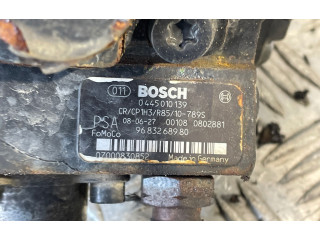 011 BOSCH
0 445 010 139
CR/CP1H3/R85/10-789S
PSA 08-06-27 00108 0802881
FoMoCo 96 832 689 80
07000830852 Made in Germany